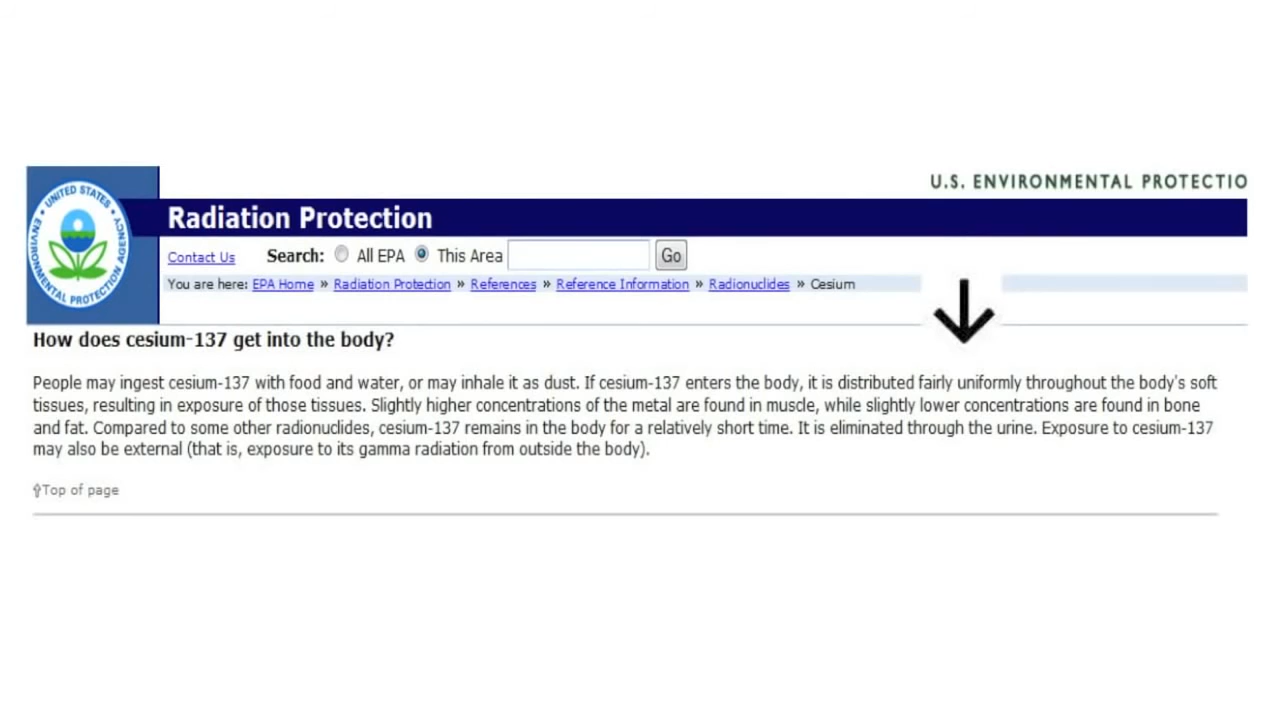 U.S. ENVIRONMENTAL PROTECTIO
UNITED STATES
ENVIRONMENTAL PROTECTION AGENCY
Radiation Protection
Contact Us Search: All EPA This Area Go
You are here: EPA Home » Radiation Protection » References » Reference Information » Radionuclides » Cesium
How does cesium-137 get into the body?
People may ingest cesium-137 with food and water, or may inhale it as dust. If cesium-137 enters the body, it is distributed fairly uniformly throughout the body's soft
tissues, resulting in exposure of those tissues. Slightly higher concentrations of the metal are found in muscle, while slightly lower concentrations are found in bone
and fat. Compared to some other radionuclides, cesium-137 remains in the body for a relatively short time. It is eliminated through the urine. Exposure to cesium-137
may also be external (that is, exposure to its gamma radiation from outside the body).
⇧Top of page